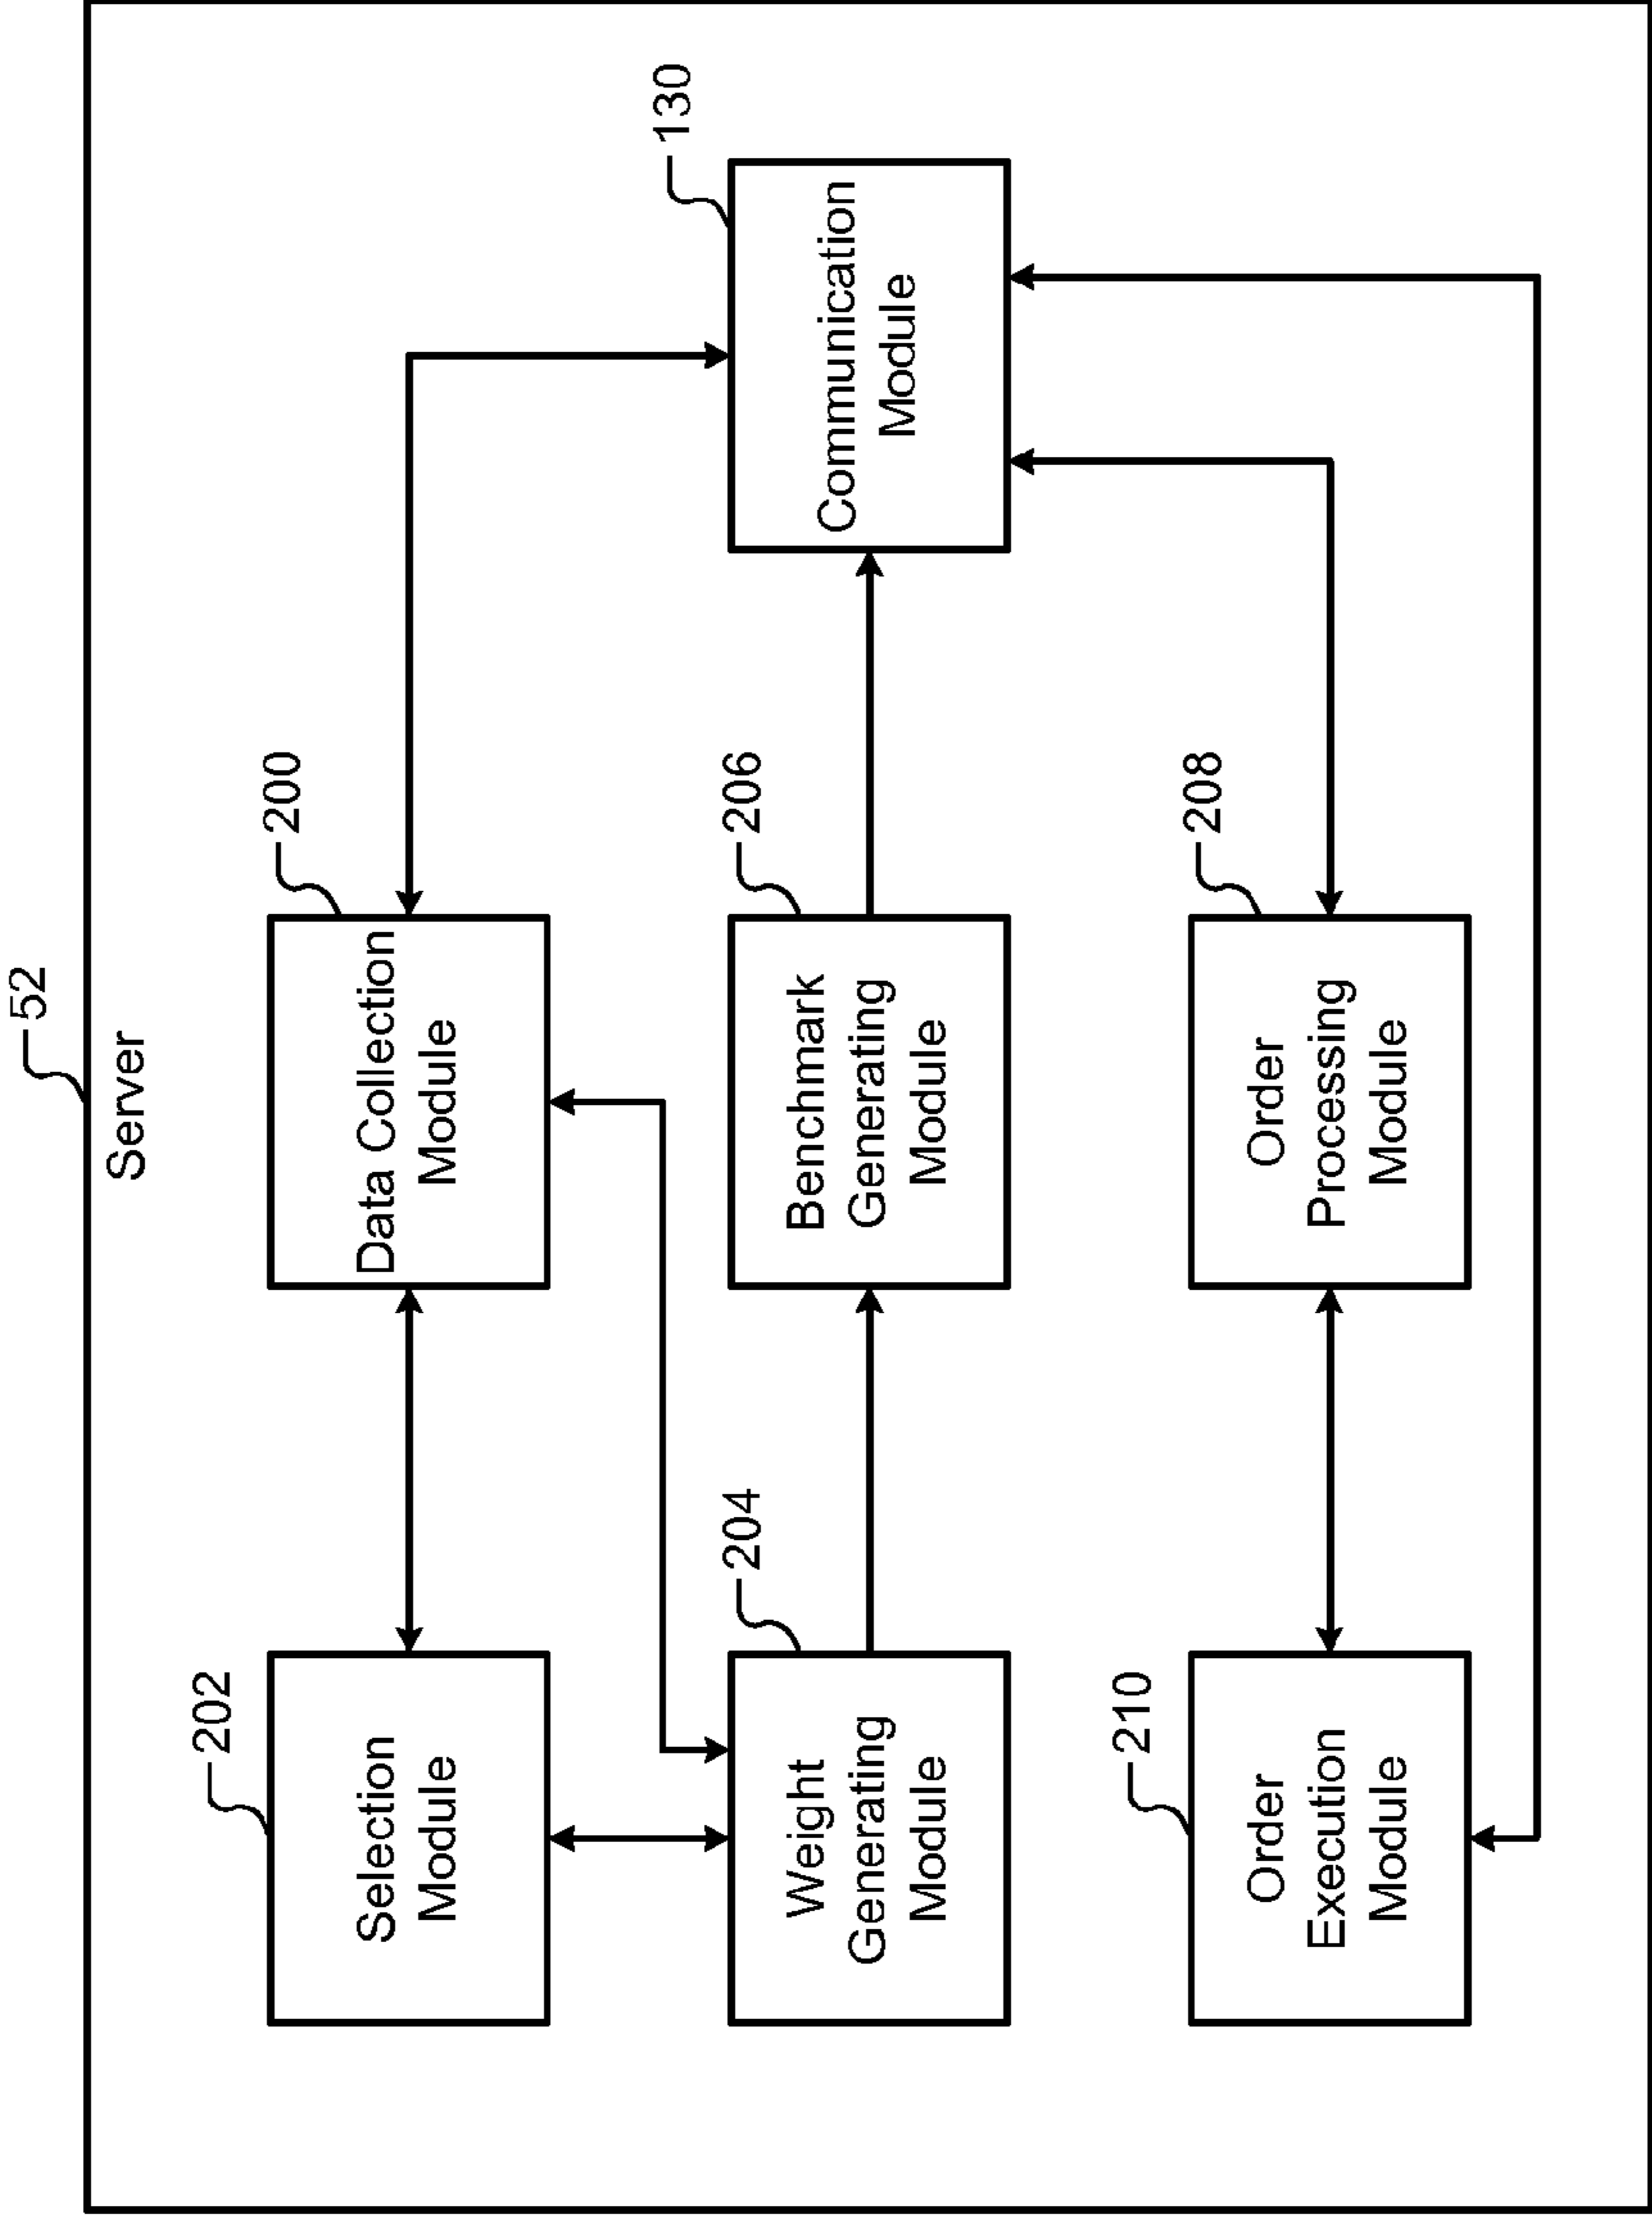 52
Server
202
Selection
Module
200
Data Collection
Module
130
Communication
Module
204
Weight
Generating
Module
206
Benchmark
Generating
Module
210
Order
Execution
Module
208
Order
Processing
Module